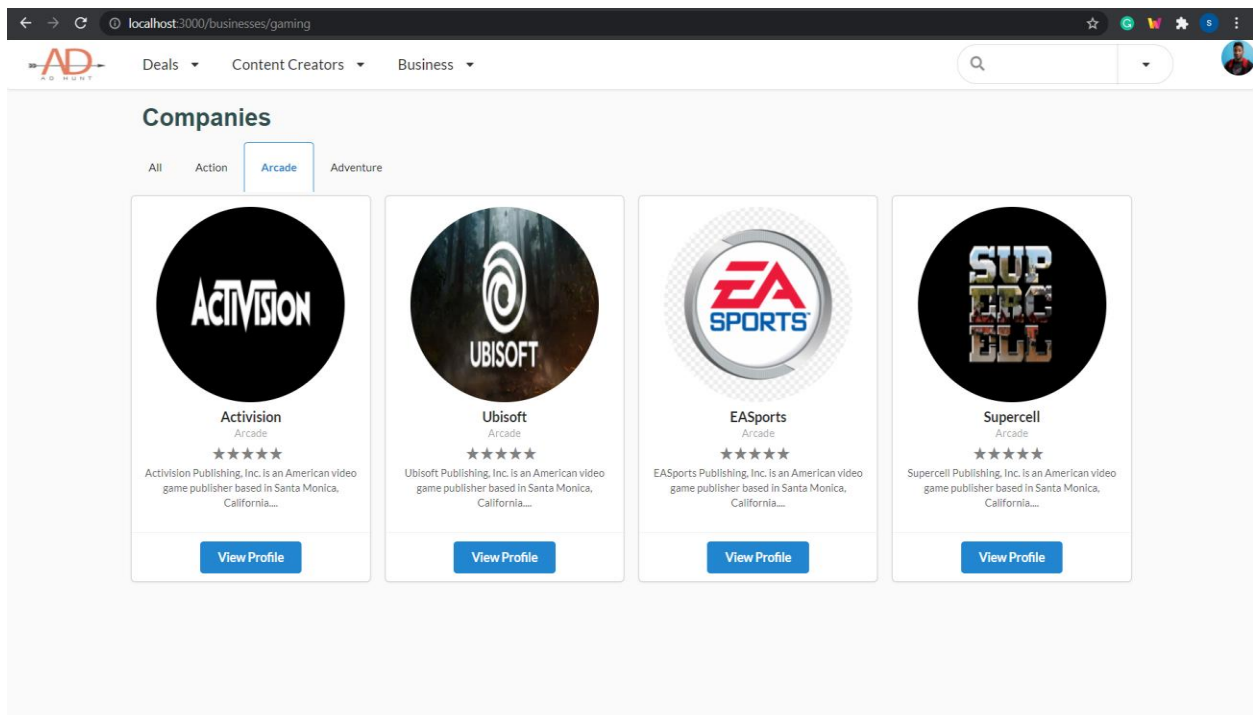 localhost:3000/businesses/gaming
G
S
AD
AD HUNT
Deals
Content Creators
Business
Companies
All
Action
Arcade
Adventure
ACTIVISION
UBISOFT
EA
SPORTS
SUP
ERC
ELL
Activision
Arcade
Activision Publishing, Inc. is an American video
game publisher based in Santa Monica,
California....
View Profile
Ubisoft
Arcade
Ubisoft Publishing, Inc. is an American video
game publisher based in Santa Monica,
California....
View Profile
EASports
Arcade
EASports Publishing, Inc. is an American video
game publisher based in Santa Monica,
California....
View Profile
Supercell
Arcade
Supercell Publishing, Inc. is an American video
game publisher based in Santa Monica,
California....
View Profile